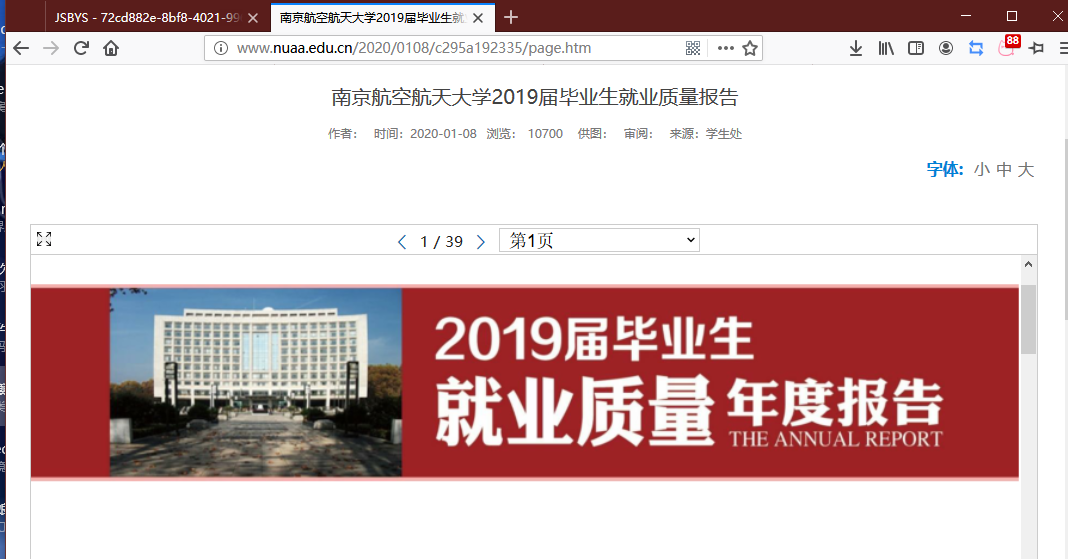 JSBYS - 72cd882e-8bf8-4021-99
南京航空航天大学2019届毕业生就
www.nuaa.edu.cn/2020/0108/c295a192335/page.htm
88
南京航空航天大学2019届毕业生就业质量报告
作者： 时间：2020-01-08 浏览： 10700 供图： 审阅： 来源：学生处
字体: 小 中 大
1 / 39 第1页
2019届毕业生
就业质量 年度报告
THE ANNUAL REPORT